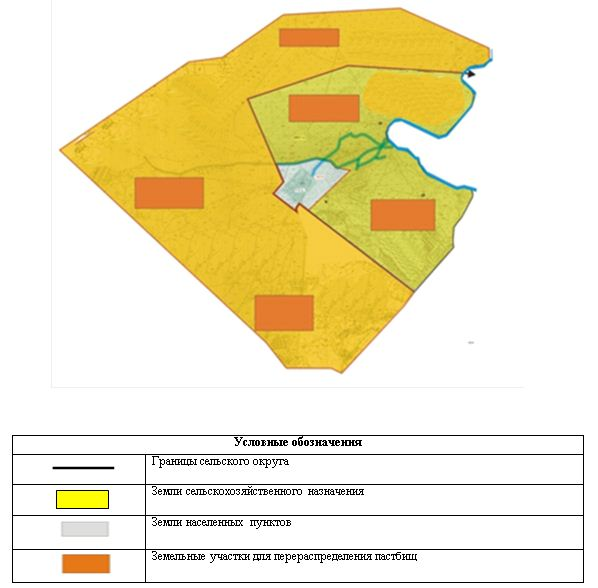 Условные обозначения
Границы сельского округа
Земли сельскохозяйственного назначения
Земли населенных пунктов
Земельные участки для перераспределения пастбищ